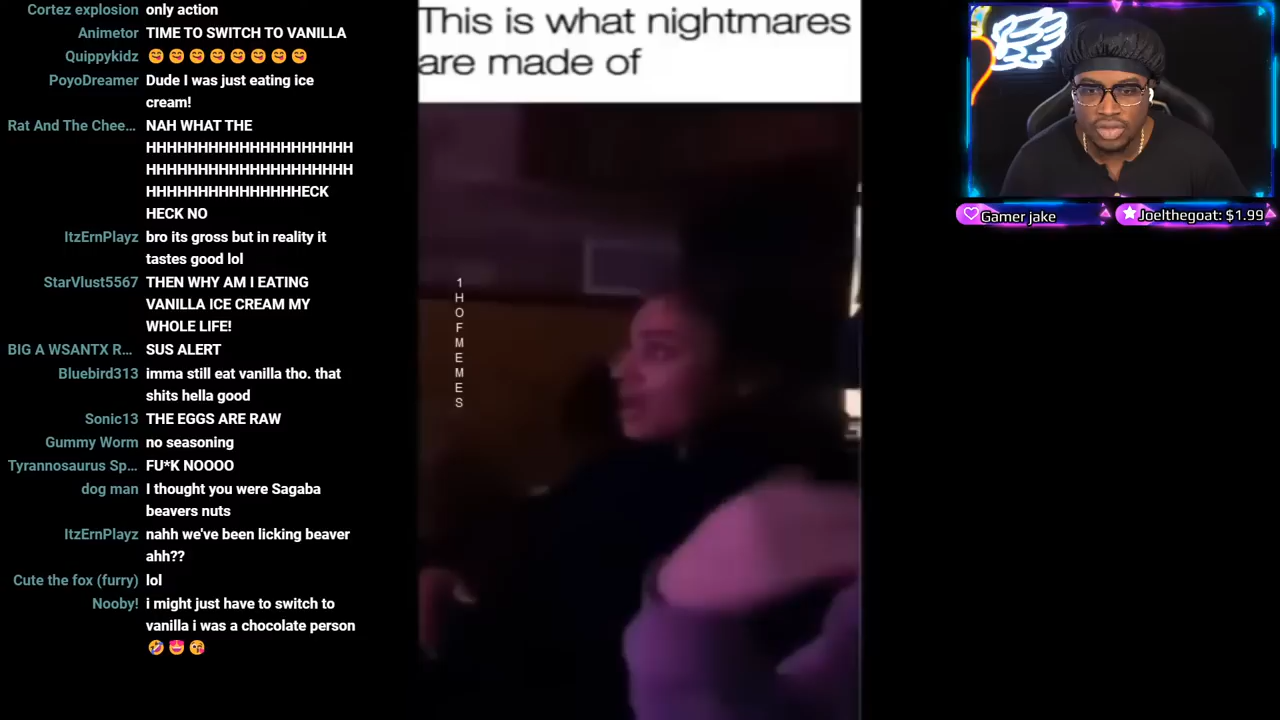 Cortez explosion only action
Animetor TIME TO SWITCH TO VANILLA
Quippykidz 😋😋😋😋😋😋😋😋
PoyoDreamer Dude I was just eating ice
cream!
Rat And The Chee… NAH WHAT THE
HHHHHHHHHHHHHHHHHHHH
HHHHHHHHHHHHHHHHHHHH
HHHHHHHHHHHHHHHECK
HECK NO
ItzErnPlayz bro its gross but in reality it
tastes good lol
StarVlust5567 THEN WHY AM I EATING
VANILLA ICE CREAM MY
WHOLE LIFE!
BIG A WSANTX R… SUS ALERT
Bluebird313 imma still eat vanilla tho. that
shits hella good
Sonic13 THE EGGS ARE RAW
Gummy Worm no seasoning
Tyrannosaurus Sp… FU*K NOOOO
dog man I thought you were Sagaba
beavers nuts
ItzErnPlayz nahh we've been licking beaver
ahh??
Cute the fox (furry) lol
Nooby! i might just have to switch to
vanilla i was a chocolate person
🤣🤩😘
This is what nightmares
are made of
1HOFMEMES
Gamer jake
Joelthegoat: $1.99